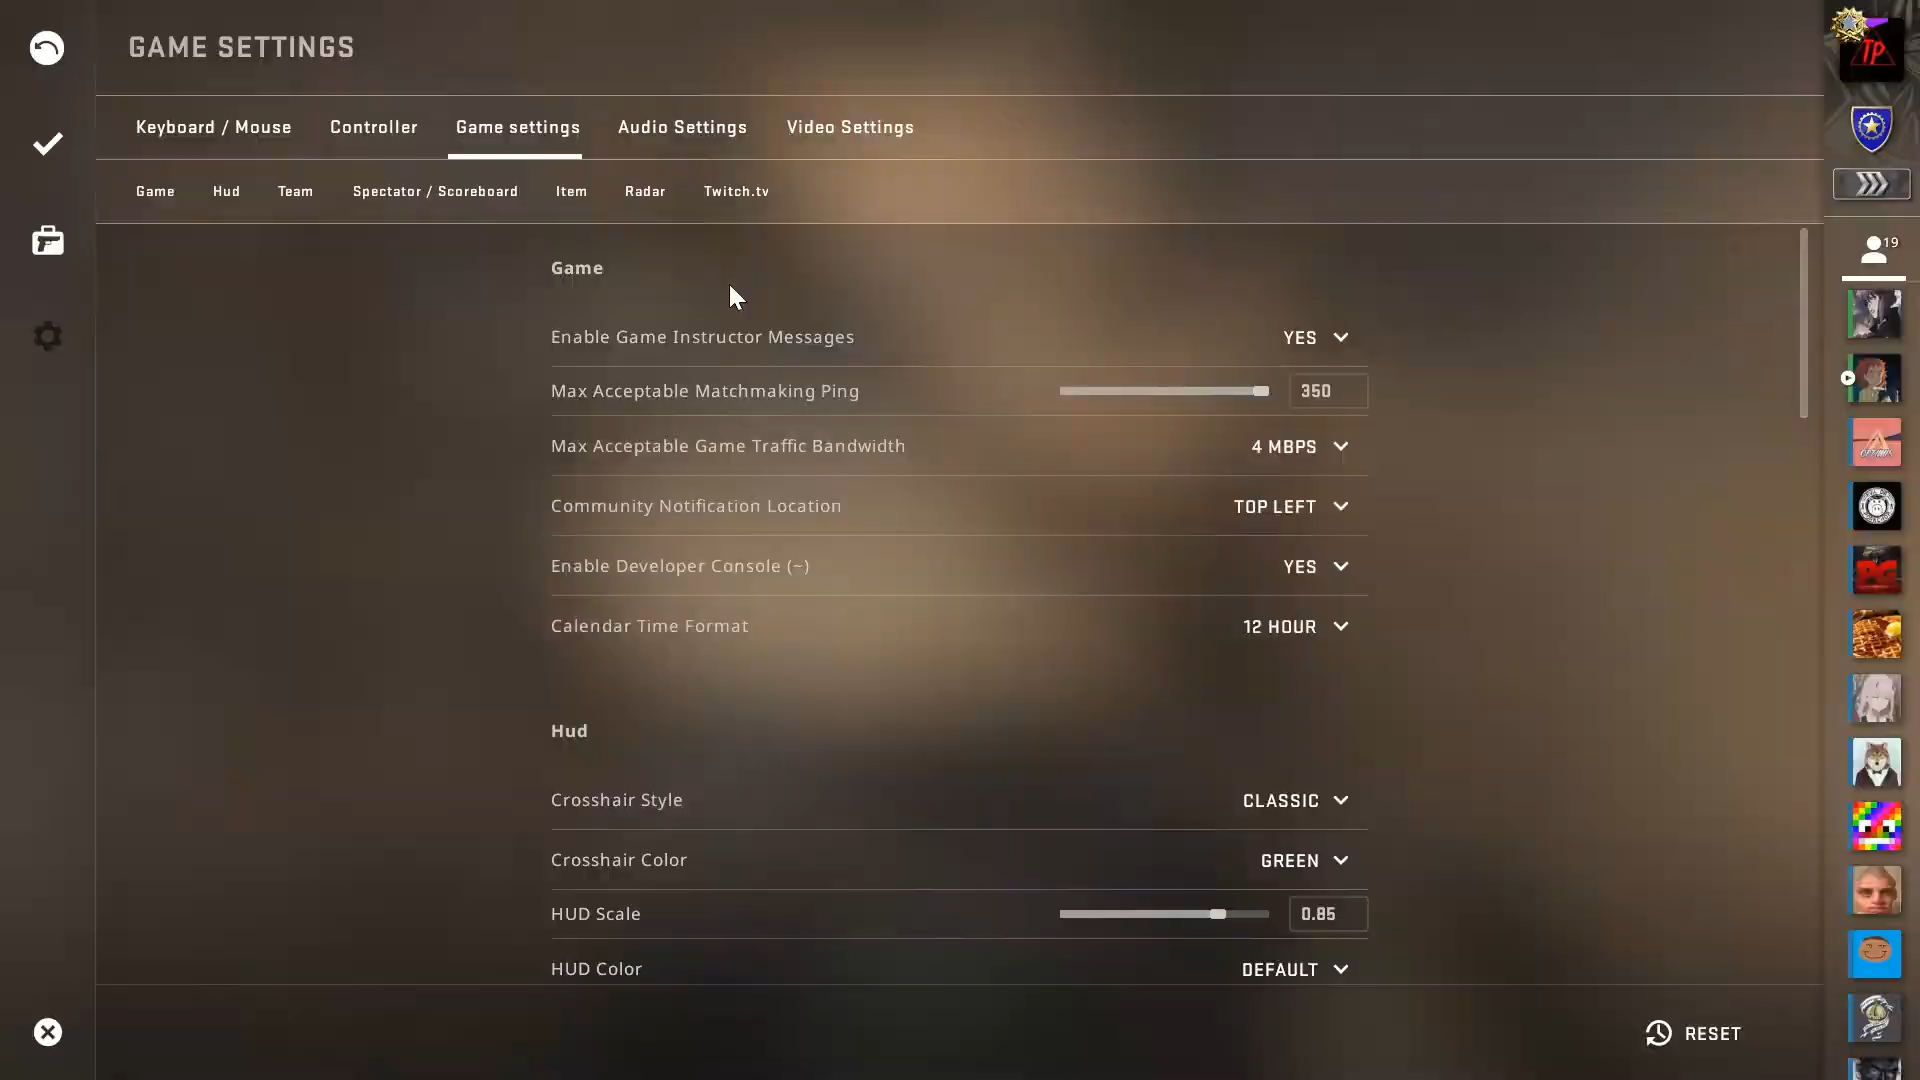 GAME SETTINGS
TP
Keyboard / Mouse Controller Game settings Audio Settings Video Settings
Game Hud Team Spectator / Scoreboard Item Radar Twitch.tv
19
Game
Enable Game Instructor Messages YES
Max Acceptable Matchmaking Ping 350
Max Acceptable Game Traffic Bandwidth 4 MBPS
Community Notification Location TOP LEFT
Enable Developer Console (~) YES
PG
Calendar Time Format 12 HOUR
Hud
Crosshair Style CLASSIC
Crosshair Color GREEN
HUD Scale 0.85
HUD Color DEFAULT
RESET